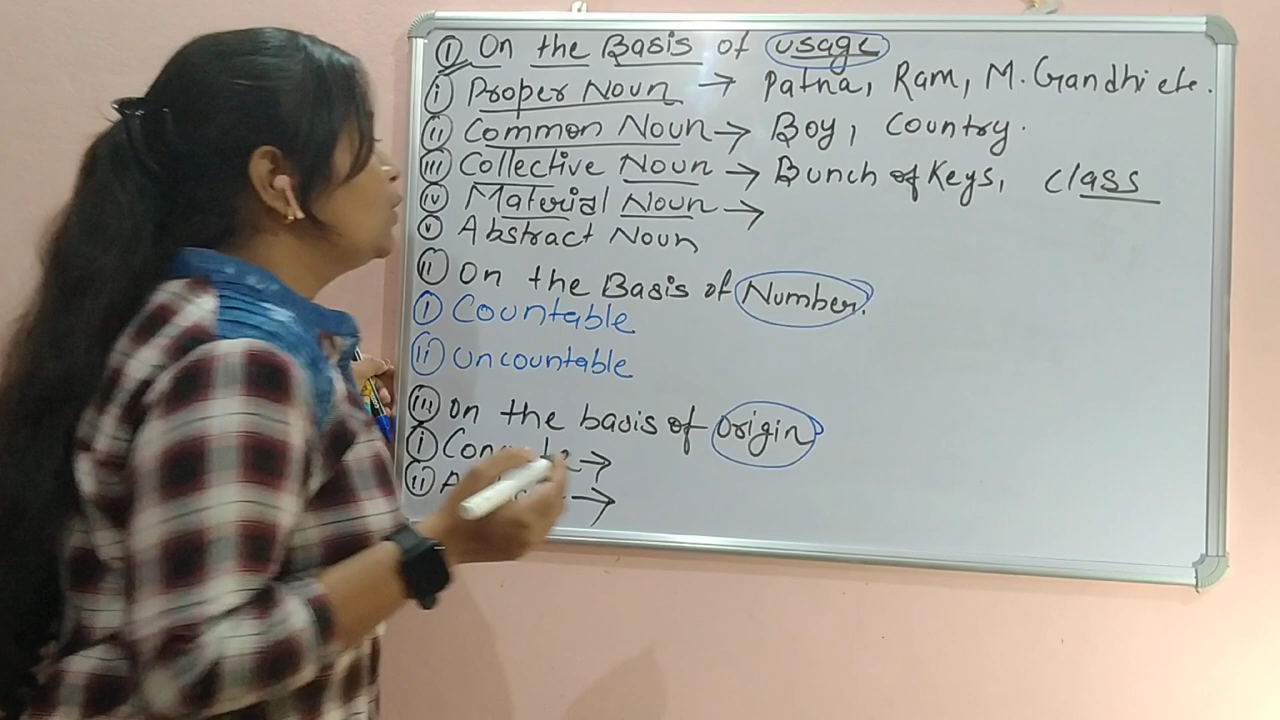 ① On the Basis of usage
ⓘ Proper Noun → Patna, Ram, M. Gandhi etc.
ⓘⓘ Common Noun → Boy, Country.
ⓘⓘⓘ Collective Noun → Bunch of Keys, class
ⓘⓥ Material Noun →
ⓥ Abstract Noun
ⓘⓘ On the Basis of Number.
ⓘ Countable
ⓘⓘ Uncountable
ⓘⓘⓘ On the basis of Origin
ⓘ →
ⓘⓘ →